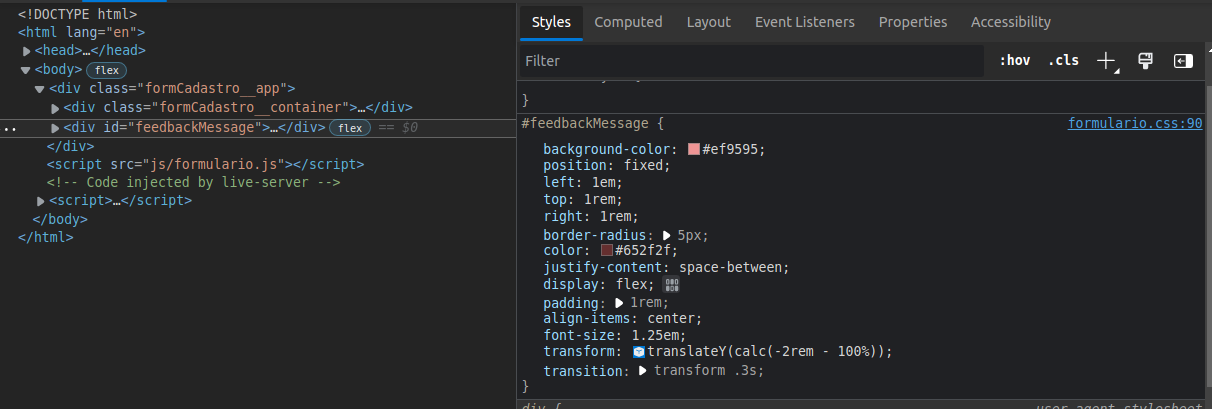 <!DOCTYPE html>
<html lang="en">
<head>…</head>
<body> flex
<div class="formCadastro__app">
<div class="formCadastro__container">…</div>
<div id="feedbackMessage">…</div> flex == $0
</div>
<script src="js/formulario.js"></script>
<!-- Code injected by live-server -->
<script>…</script>
</body>
</html>
Styles Computed Layout Event Listeners Properties Accessibility
Filter :hov .cls
}
#feedbackMessage { formulario.css:90
background-color: #ef9595;
position: fixed;
left: 1em;
top: 1rem;
right: 1rem;
border-radius: 5px;
color: #652f2f;
justify-content: space-between;
display: flex;
padding: 1rem;
align-items: center;
font-size: 1.25em;
transform: translateY(calc(-2rem - 100%));
transition: transform .3s;
}
div { user agent stylesheet